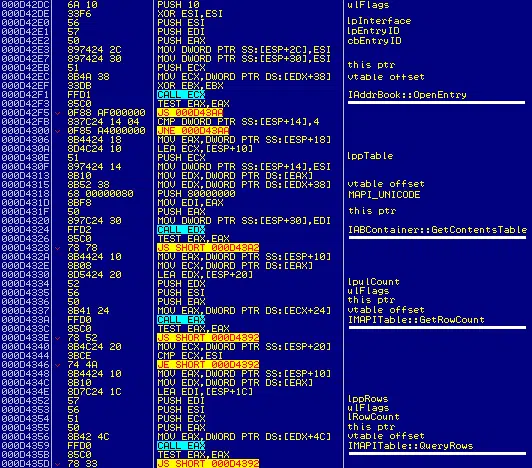 000D42DC 6A 10 PUSH 10 ulFlags
000D42DE 33F6 XOR ESI,ESI
000D42E0 56 PUSH ESI lpInterface
000D42E1 57 PUSH EDI lpEntryID
000D42E2 50 PUSH EAX cbEntryID
000D42E3 897424 2C MOV DWORD PTR SS:[ESP+2C],ESI
000D42E7 897424 30 MOV DWORD PTR SS:[ESP+30],ESI
000D42EB 51 PUSH ECX this ptr
000D42EC 8B4A 38 MOV ECX,DWORD PTR DS:[EDX+38] vtable offset
000D42EF 33DB XOR EBX,EBX
000D42F1 FFD1 CALL ECX IAddrBook::OpenEntry
000D42F3 85C0 TEST EAX,EAX
000D42F5 0F88 AF000000 JS 000D43AA
000D42FB 837C24 14 04 CMP DWORD PTR SS:[ESP+14],4
000D4300 0F85 A4000000 JNE 000D43AA
000D4306 8B4424 18 MOV EAX,DWORD PTR SS:[ESP+18]
000D430A 8D4C24 10 LEA ECX,[ESP+10]
000D430E 51 PUSH ECX lppTable
000D430F 897424 14 MOV DWORD PTR SS:[ESP+14],ESI
000D4313 8B10 MOV EDX,DWORD PTR DS:[EAX]
000D4315 8B52 38 MOV EDX,DWORD PTR DS:[EDX+38] vtable offset
000D4318 68 00000080 PUSH 80000000 MAPI_UNICODE
000D431D 8BF8 MOV EDI,EAX
000D431F 50 PUSH EAX this ptr
000D4320 897C24 30 MOV DWORD PTR SS:[ESP+30],EDI
000D4324 FFD2 CALL EDX IABContainer::GetContentsTable
000D4326 85C0 TEST EAX,EAX
000D4328 78 78 JS SHORT 000D43A2
000D432A 8B4424 10 MOV EAX,DWORD PTR SS:[ESP+10]
000D432E 8B08 MOV ECX,DWORD PTR DS:[EAX]
000D4330 8D5424 20 LEA EDX,[ESP+20]
000D4334 52 PUSH EDX lpulCount
000D4335 56 PUSH ESI ulFlags
000D4336 50 PUSH EAX this ptr
000D4337 8B41 24 MOV EAX,DWORD PTR DS:[ECX+24] vtable offset
000D433A FFD0 CALL EAX IMAPITable::GetRowCount
000D433C 85C0 TEST EAX,EAX
000D433E 78 52 JS SHORT 000D4392
000D4340 8B4C24 20 MOV ECX,DWORD PTR SS:[ESP+20]
000D4344 3BCE CMP ECX,ESI
000D4346 74 4A JE SHORT 000D4392
000D4348 8B4424 10 MOV EAX,DWORD PTR SS:[ESP+10]
000D434C 8B10 MOV EDX,DWORD PTR DS:[EAX]
000D434E 8D7C24 1C LEA EDI,[ESP+1C]
000D4352 57 PUSH EDI lppRows
000D4353 56 PUSH ESI ulFlags
000D4354 51 PUSH ECX lRowCount
000D4355 50 PUSH EAX this ptr
000D4356 8B42 4C MOV EAX,DWORD PTR DS:[EDX+4C] vtable offset
000D4359 FFD0 CALL EAX IMAPITable::QueryRows
000D435B 85C0 TEST EAX,EAX
78 33 JS SHORT 000D4392